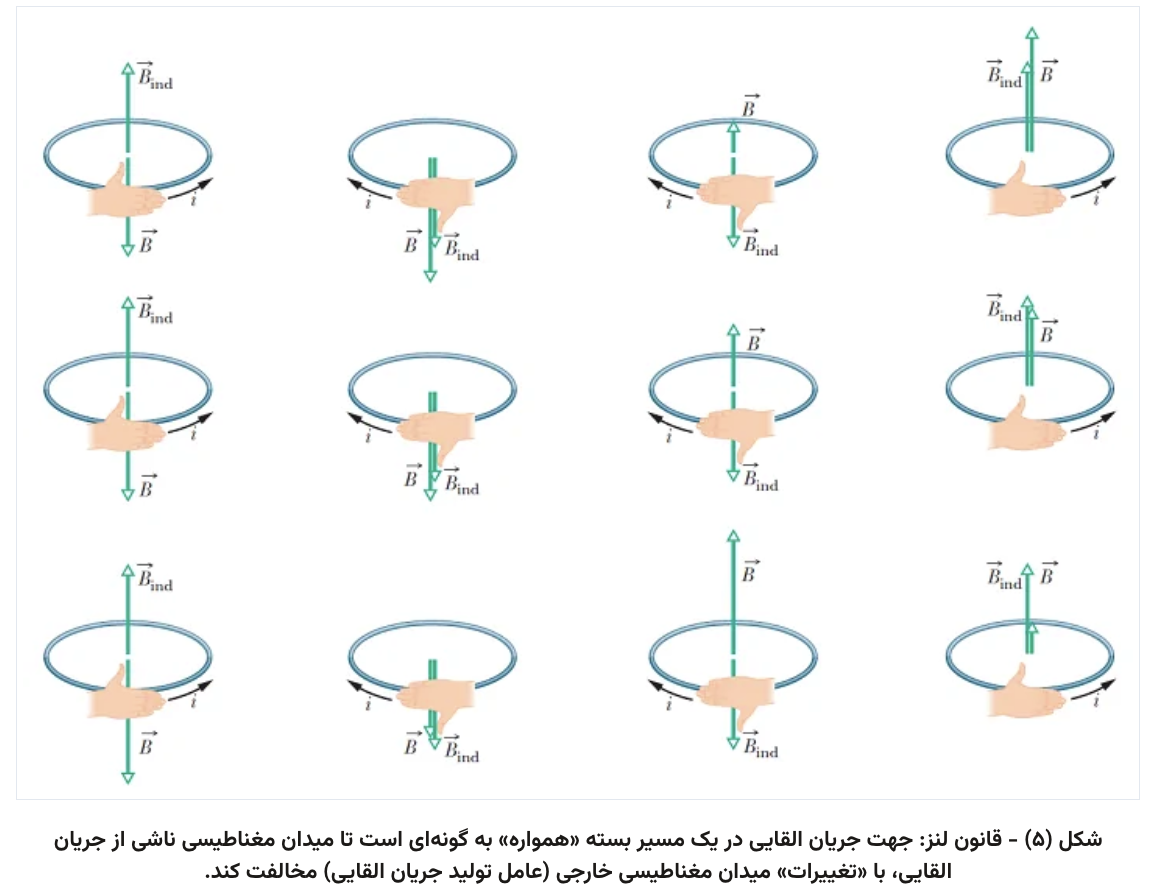 B⃗ind
B⃗ind B⃗
B⃗
i
B⃗
i
B⃗ B⃗ind
i
B⃗ind
i
B⃗ind
B⃗ind
B⃗
B⃗
i
B⃗
i
B⃗ B⃗ind
i
B⃗ind
i
B⃗ind
B⃗
B⃗ind B⃗
i
B⃗
i
B⃗ B⃗ind
i
B⃗ind
i
شکل (۵) - قانون لنز: جهت جریان القایی در یک مسیر بسته «همواره» به گونه‌ای است تا میدان مغناطیسی ناشی از جریان
القایی، با «تغییرات» میدان مغناطیسی خارجی (عامل تولید جریان القایی) مخالفت کند.